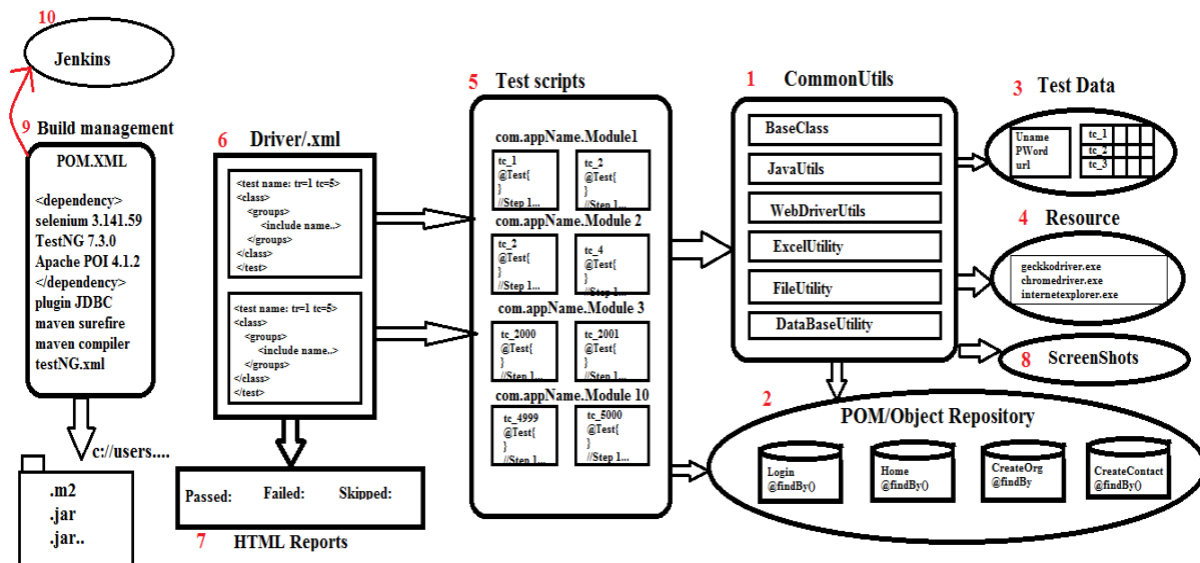 10
Jenkins
9
Build management
POM.XML
<dependency>
selenium 3.141.59
TestNG 7.3.0
Apache POI 4.1.2
</dependency>
plugin JDBC
maven surefire
maven compiler
testNG.xml
c://users....
.m2
.jar
.jar..
6
Driver/.xml
<test name: tr=1 tc=5>
<class>
<groups>
<include name..>
</groups>
</class>
</test>
<test name: tr=1 tc=5>
<class>
<groups>
<include name..>
</groups>
</class>
</test>
Passed:
Failed:
Skipped:
7
HTML Reports
5
Test scripts
com.appName.Module1
tc_1
@Test{
}
//Step 1...
tc_2
@Test{
}
//Step 1...
com.appName.Module 2
tc_2
@Test{
}
//Step 1...
tc_4
@Test{
}
//Step 1...
com.appName.Module 3
tc_2000
@Test{
}
//Step 1...
tc_2001
@Test{
}
//Step 1...
com.appName.Module 10
tc_4999
@Test{
}
//Step 1...
tc_5000
@Test{
}
//Step 1...
1
CommonUtils
BaseClass
JavaUtils
WebDriverUtils
ExcelUtility
FileUtility
DataBaseUtility
3
Test Data
Uname
PWord
url
tc_1
tc_2
tc_3
4
Resource
geckkodriver.exe
chromedriver.exe
internetexplorer.exe
8
ScreenShots
2
POM/Object Repository
Login
@findBy()
Home
@findBy()
CreateOrg
@findBy
CreateContact
@findBy()